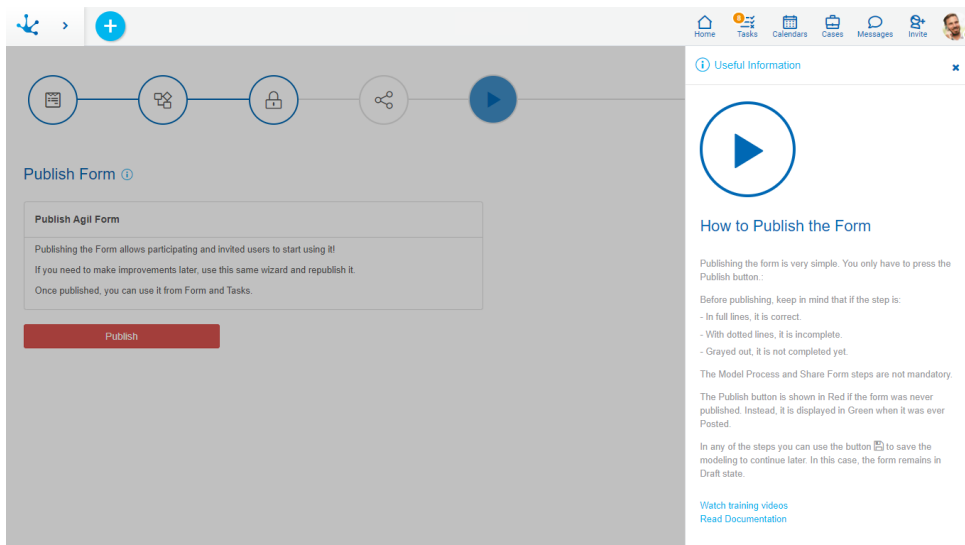 Home
Tasks
Calendars
Cases
Messages
Invite
Useful Information
Publish Form
Publish Agil Form
Publishing the Form allows participating and invited users to start using it!
If you need to make improvements later, use this same wizard and republish it.
Once published, you can use it from Form and Tasks.
Publish
How to Publish the Form
Publishing the form is very simple. You only have to press the
Publish button.:
Before publishing, keep in mind that if the step is:
- In full lines, it is correct.
- With dotted lines, it is incomplete.
- Grayed out, it is not completed yet.
The Model Process and Share Form steps are not mandatory.
The Publish button is shown in Red if the form was never
published. Instead, it is displayed in Green when it was ever
Posted.
In any of the steps you can use the button to save the
modeling to continue later. In this case, the form remains in
Draft state.
Watch training videos
Read Documentation